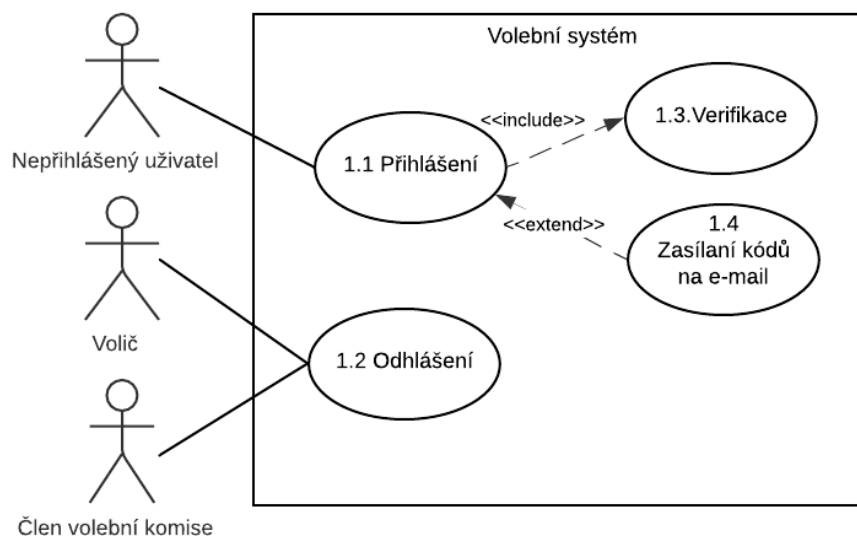 Volební systém
Nepřihlášený uživatel
1.1 Přihlášení
<<include>>
1.3.Verifikace
<<extend>>
1.4
Zasílaní kódů
na e-mail
Volič
1.2 Odhlášení
Člen volební komise